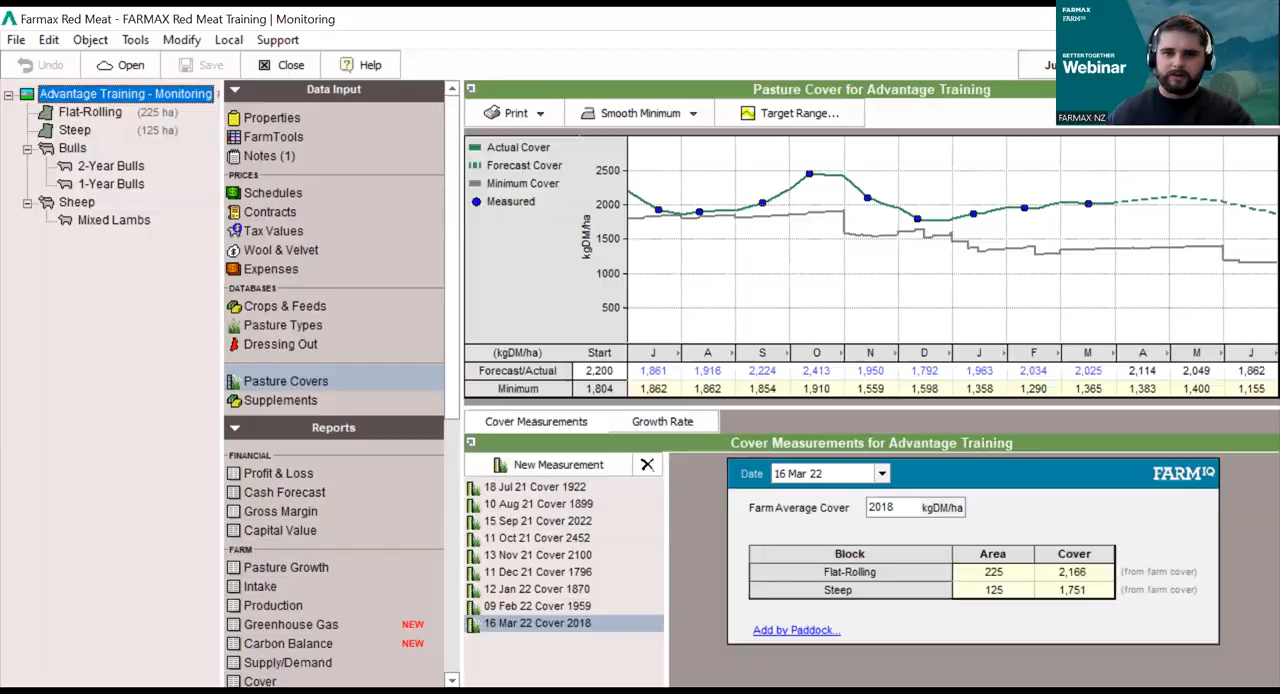 Farmax Red Meat - FARMAX Red Meat Training | Monitoring
File Edit Object Tools Modify Local Support
Undo Open Save Close Help
FARMAX
FARM IQ
BETTER TOGETHER
Webinar
FARMAX NZ
Advantage Training - Monitoring
Flat-Rolling (225 ha)
Steep (125 ha)
Bulls
2-Year Bulls
1-Year Bulls
Sheep
Mixed Lambs
Data Input
Properties
FarmTools
Notes (1)
PRICES
Schedules
Contracts
Tax Values
Wool & Velvet
Expenses
DATABASES
Crops & Feeds
Pasture Types
Dressing Out
Pasture Covers
Supplements
Reports
FINANCIAL
Profit & Loss
Cash Forecast
Gross Margin
Capital Value
FARM
Pasture Growth
Intake
Production
Greenhouse Gas NEW
Carbon Balance NEW
Supply/Demand
Cover
Pasture Cover for Advantage Training
Print Smooth Minimum Target Range...
Actual Cover
Forecast Cover
Minimum Cover
Measured
kgDM/ha
2500
2000
1500
1000
500
(kgDM/ha) Start J A S O N D J F M A M J
Forecast/Actual 2,200 1,861 1,916 2,224 2,413 1,950 1,792 1,963 2,034 2,025 2,114 2,049 1,862
Minimum 1,804 1,862 1,862 1,854 1,910 1,559 1,598 1,358 1,290 1,365 1,383 1,400 1,155
Cover Measurements Growth Rate
Cover Measurements for Advantage Training
New Measurement
18 Jul 21 Cover 1922
10 Aug 21 Cover 1899
15 Sep 21 Cover 2022
11 Oct 21 Cover 2452
13 Nov 21 Cover 2100
11 Dec 21 Cover 1796
12 Jan 22 Cover 1870
09 Feb 22 Cover 1959
16 Mar 22 Cover 2018
Date 16 Mar 22 FARM IQ
Farm Average Cover 2018 kgDM/ha
Block Area Cover
Flat-Rolling 225 2,166 (from farm cover)
Steep 125 1,751 (from farm cover)
Add by Paddock...